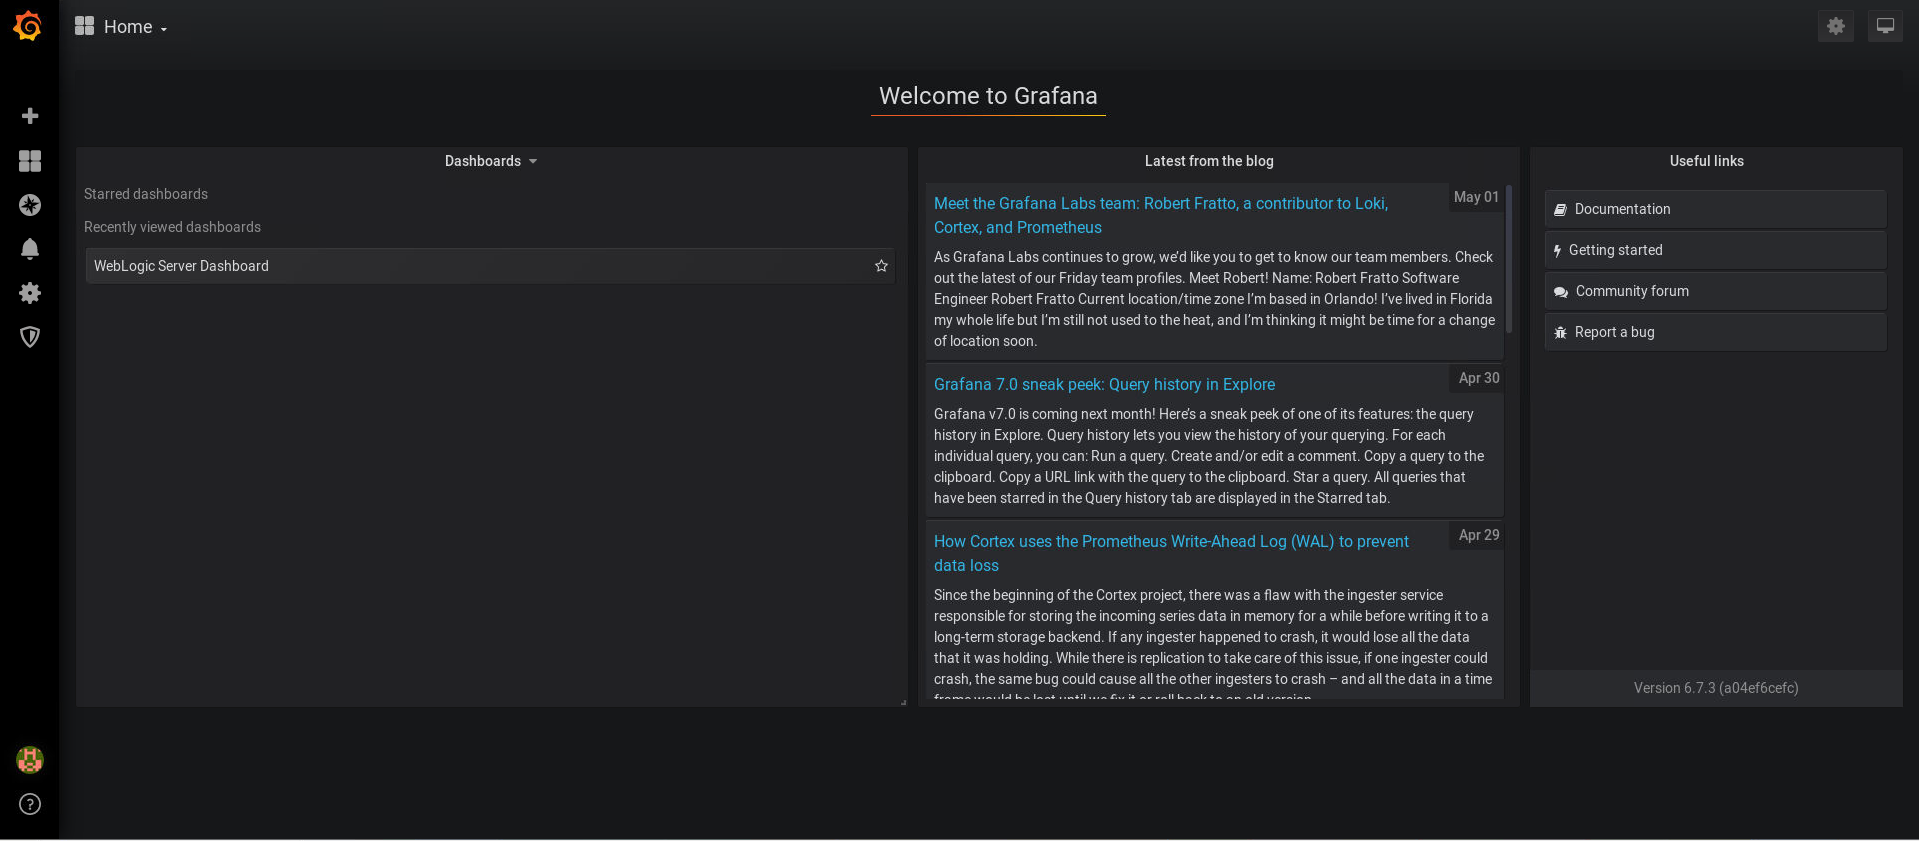 Home
Welcome to Grafana
Dashboards
Starred dashboards
Recently viewed dashboards
WebLogic Server Dashboard
Latest from the blog
May 01
Meet the Grafana Labs team: Robert Fratto, a contributor to Loki,
Cortex, and Prometheus
As Grafana Labs continues to grow, we’d like you to get to know our team members. Check
out the latest of our Friday team profiles. Meet Robert! Name: Robert Fratto Software
Engineer Robert Fratto Current location/time zone I’m based in Orlando! I’ve lived in Florida
my whole life but I’m still not used to the heat, and I’m thinking it might be time for a change
of location soon.
Apr 30
Grafana 7.0 sneak peek: Query history in Explore
Grafana v7.0 is coming next month! Here’s a sneak peek of one of its features: the query
history in Explore. Query history lets you view the history of your querying. For each
individual query, you can: Run a query. Create and/or edit a comment. Copy a query to the
clipboard. Copy a URL link with the query to the clipboard. Star a query. All queries that
have been starred in the Query history tab are displayed in the Starred tab.
Apr 29
How Cortex uses the Prometheus Write-Ahead Log (WAL) to prevent
data loss
Since the beginning of the Cortex project, there was a flaw with the ingester service
responsible for storing the incoming series data in memory for a while before writing it to a
long-term storage backend. If any ingester happened to crash, it would lose all the data
that it was holding. While there is replication to take care of this issue, if one ingester could
crash, the same bug could cause all the other ingesters to crash – and all the data in a time
frame would be lost until we fix it or roll back to an old version.
Useful links
Documentation
Getting started
Community forum
Report a bug
Version 6.7.3 (a04ef6cefc)